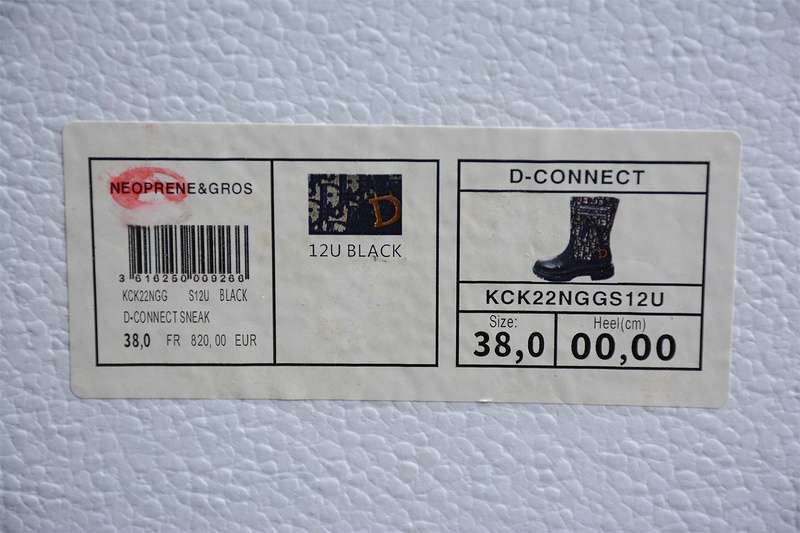 NEOPRENE&GROS
3 616250 009266
KCK22NGG S12U BLACK
D-CONNECT SNEAK
38,0 FR 820,00 EUR
D
12U BLACK
D-CONNECT
KCK22NGGS12U
Size:
38,0
Heel(cm)
00,00